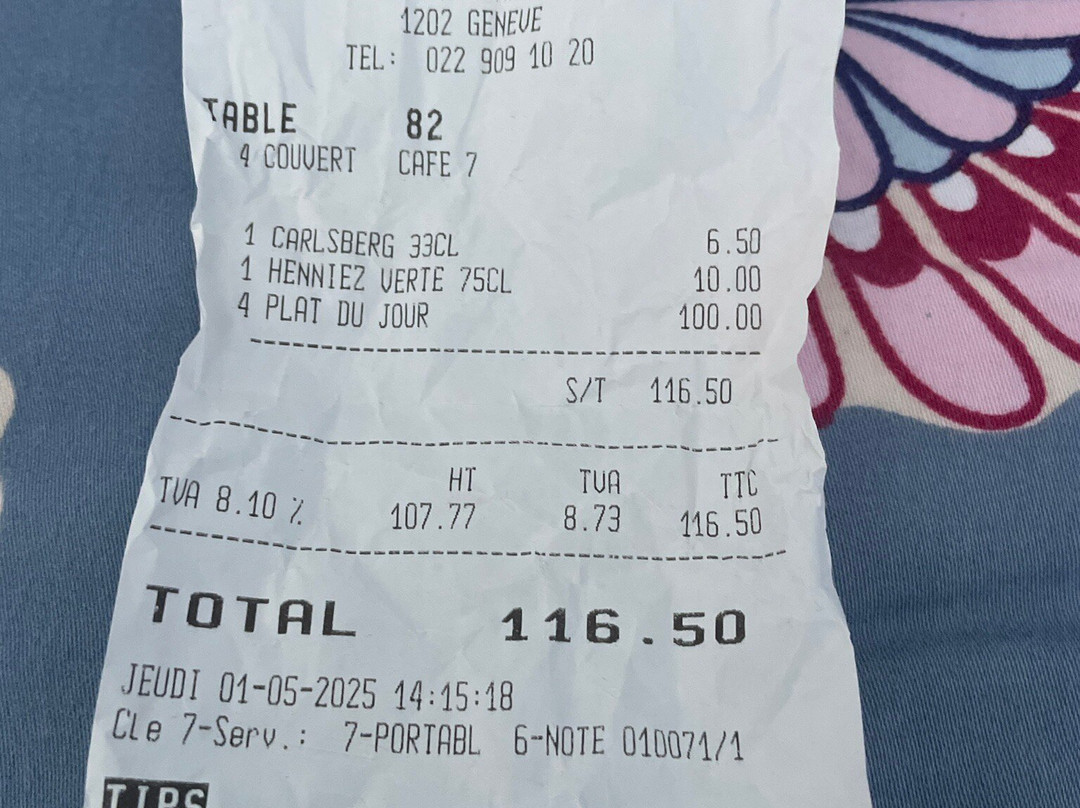 1202 GENEVE
TEL: 022 909 10 20
TABLE 82
4 COUVERT CAFE 7
1 CARLSBERG 33CL 6.50
1 HENNIEZ VERTE 75CL 10.00
4 PLAT DU JOUR 100.00
S/T 116.50
HT TVA TTC
TVA 8.10 % 107.77 8.73 116.50
TOTAL 116.50
JEUDI 01-05-2025 14:15:18
Cle 7-Serv.: 7-PORTABL 6-NOTE 010071/1
TIPS